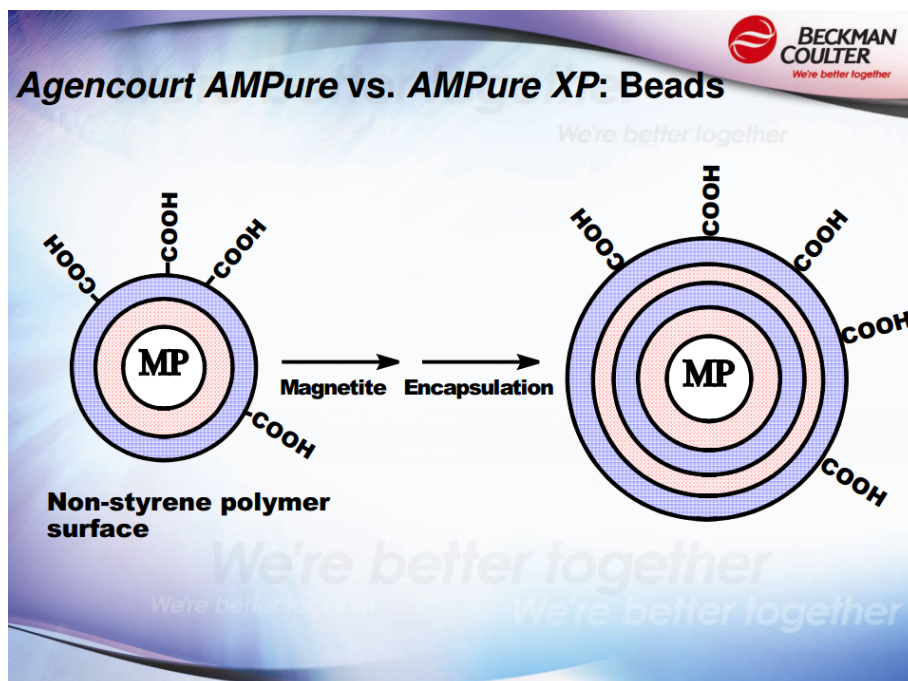 BECKMAN
COULTER
We're better together
Agencourt AMPure vs. AMPure XP: Beads
We're better together
COOH
COOH
COOH
COOH
MP
Magnetite
Encapsulation
COOH
COOH
COOH
COOH
COOH
MP
Non-styrene polymer
surface
We're better together
We're better together
We're better together